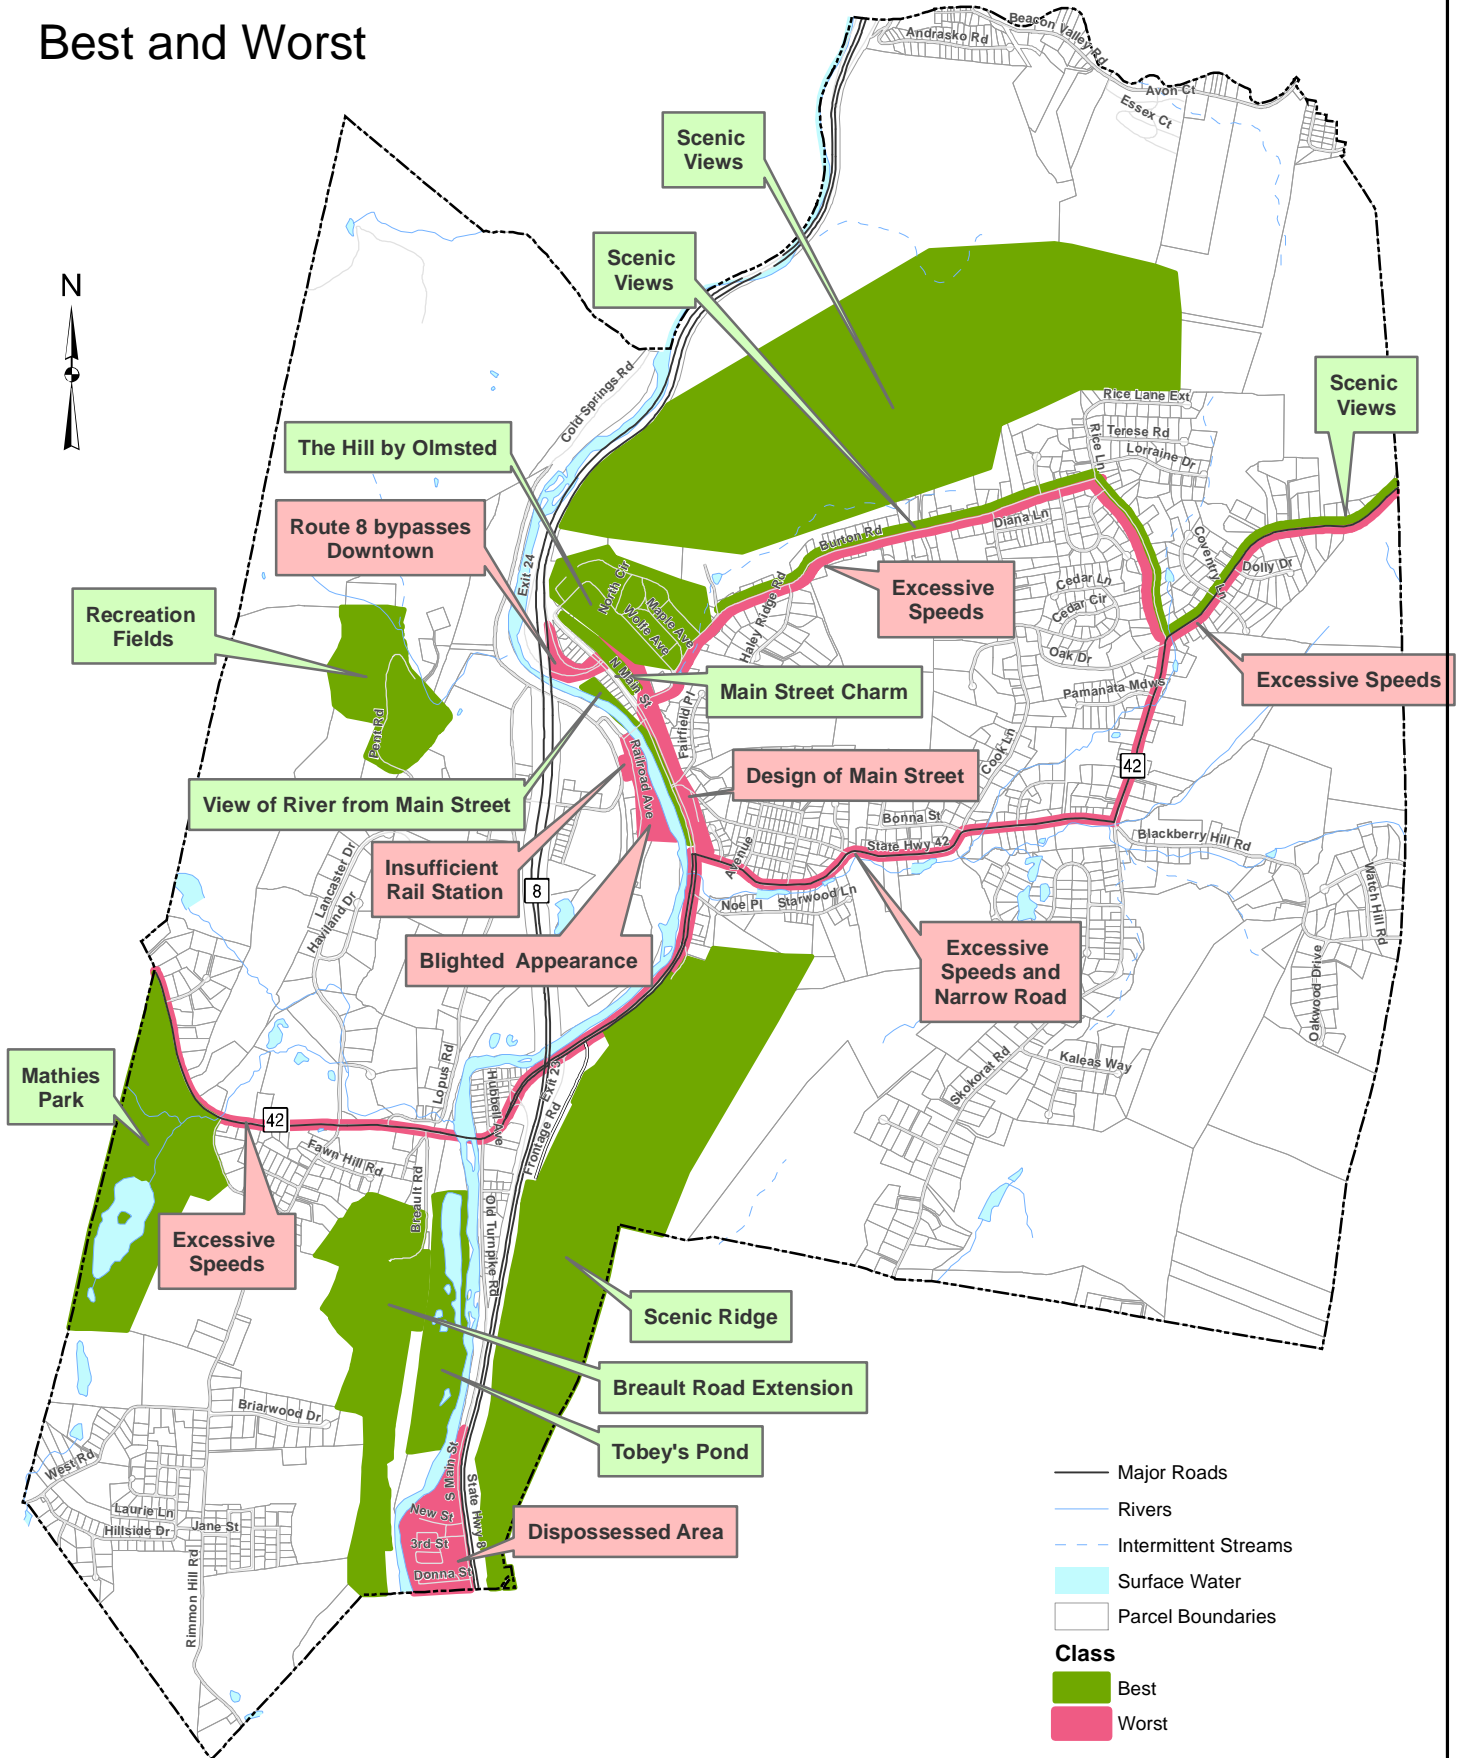 Best and Worst
Beacon Valley Rd
Andrasko Rd
Avon Ct
Essex Ct
Scenic
Views
Scenic
Views
N
Cold Springs Rd
Scenic
Views
Rice Lane Ext
Terese Rd
Rice Ln
Lorraine Dr
The Hill by Olmsted
Route 8 bypasses
Downtown
Diana Ln
Burton Rd
Coventry Ln
Dolly Dr
Exit 24
North Cir
Maple Ave
Wolfe Ave
Cedar Ln
Cedar Cir
Excessive
Speeds
Haley Ridge Rd
Recreation
Fields
Oak Dr
Excessive Speeds
N Main St
Main Street Charm
Pamanata Mdws
Fairfield Pl
Pent Rd
Cook Ln
Railroad Ave
Design of Main Street
42
View of River from Main Street
Bonna St
State Hwy 42
Blackberry Hill Rd
Avenue
Lancaster Dr
Insufficient
Rail Station
Watch Hill Rd
8
Noe Pl
Starwood Ln
Haviland Dr
Blighted Appearance
Excessive
Speeds and
Narrow Road
Oakwood Drive
Mathies
Park
Lopus Rd
Hubbell Ave
Exit 23
Kaleas Way
Skokorat Rd
42
Frontage Rd
Fawn Hill Rd
Breault Rd
Old Turnpike Rd
Excessive
Speeds
Scenic Ridge
Breault Road Extension
Briarwood Dr
Tobey's Pond
West Rd
S Main St
State Hwy 8
Laurie Ln
Hillside Dr
Jane St
New St
3rd St
Donna St
Dispossessed Area
Rimmon Hill Rd
Major Roads
Rivers
Intermittent Streams
Surface Water
Parcel Boundaries
Class
Best
Worst